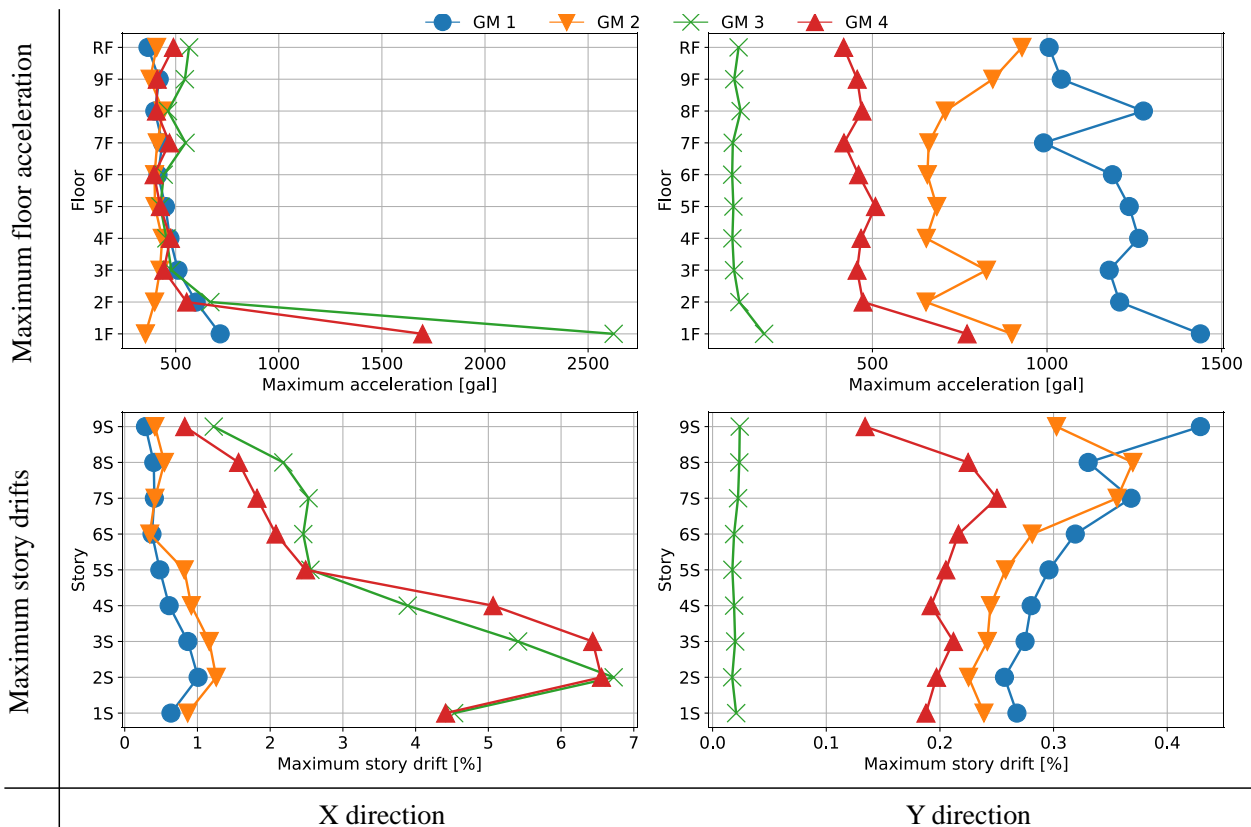 GM 1 GM 2 GM 3 GM 4
Maximum floor acceleration
Floor
RF
9F
8F
7F
6F
5F
4F
3F
2F
1F
500 1000 1500 2000 2500
Maximum acceleration [gal]
Floor
RF
9F
8F
7F
6F
5F
4F
3F
2F
1F
500 1000 1500
Maximum acceleration [gal]
Maximum story drifts
Story
9S
8S
7S
6S
5S
4S
3S
2S
1S
0 1 2 3 4 5 6 7
Maximum story drift [%]
Story
9S
8S
7S
6S
5S
4S
3S
2S
1S
0.0 0.1 0.2 0.3 0.4
Maximum story drift [%]
X direction Y direction